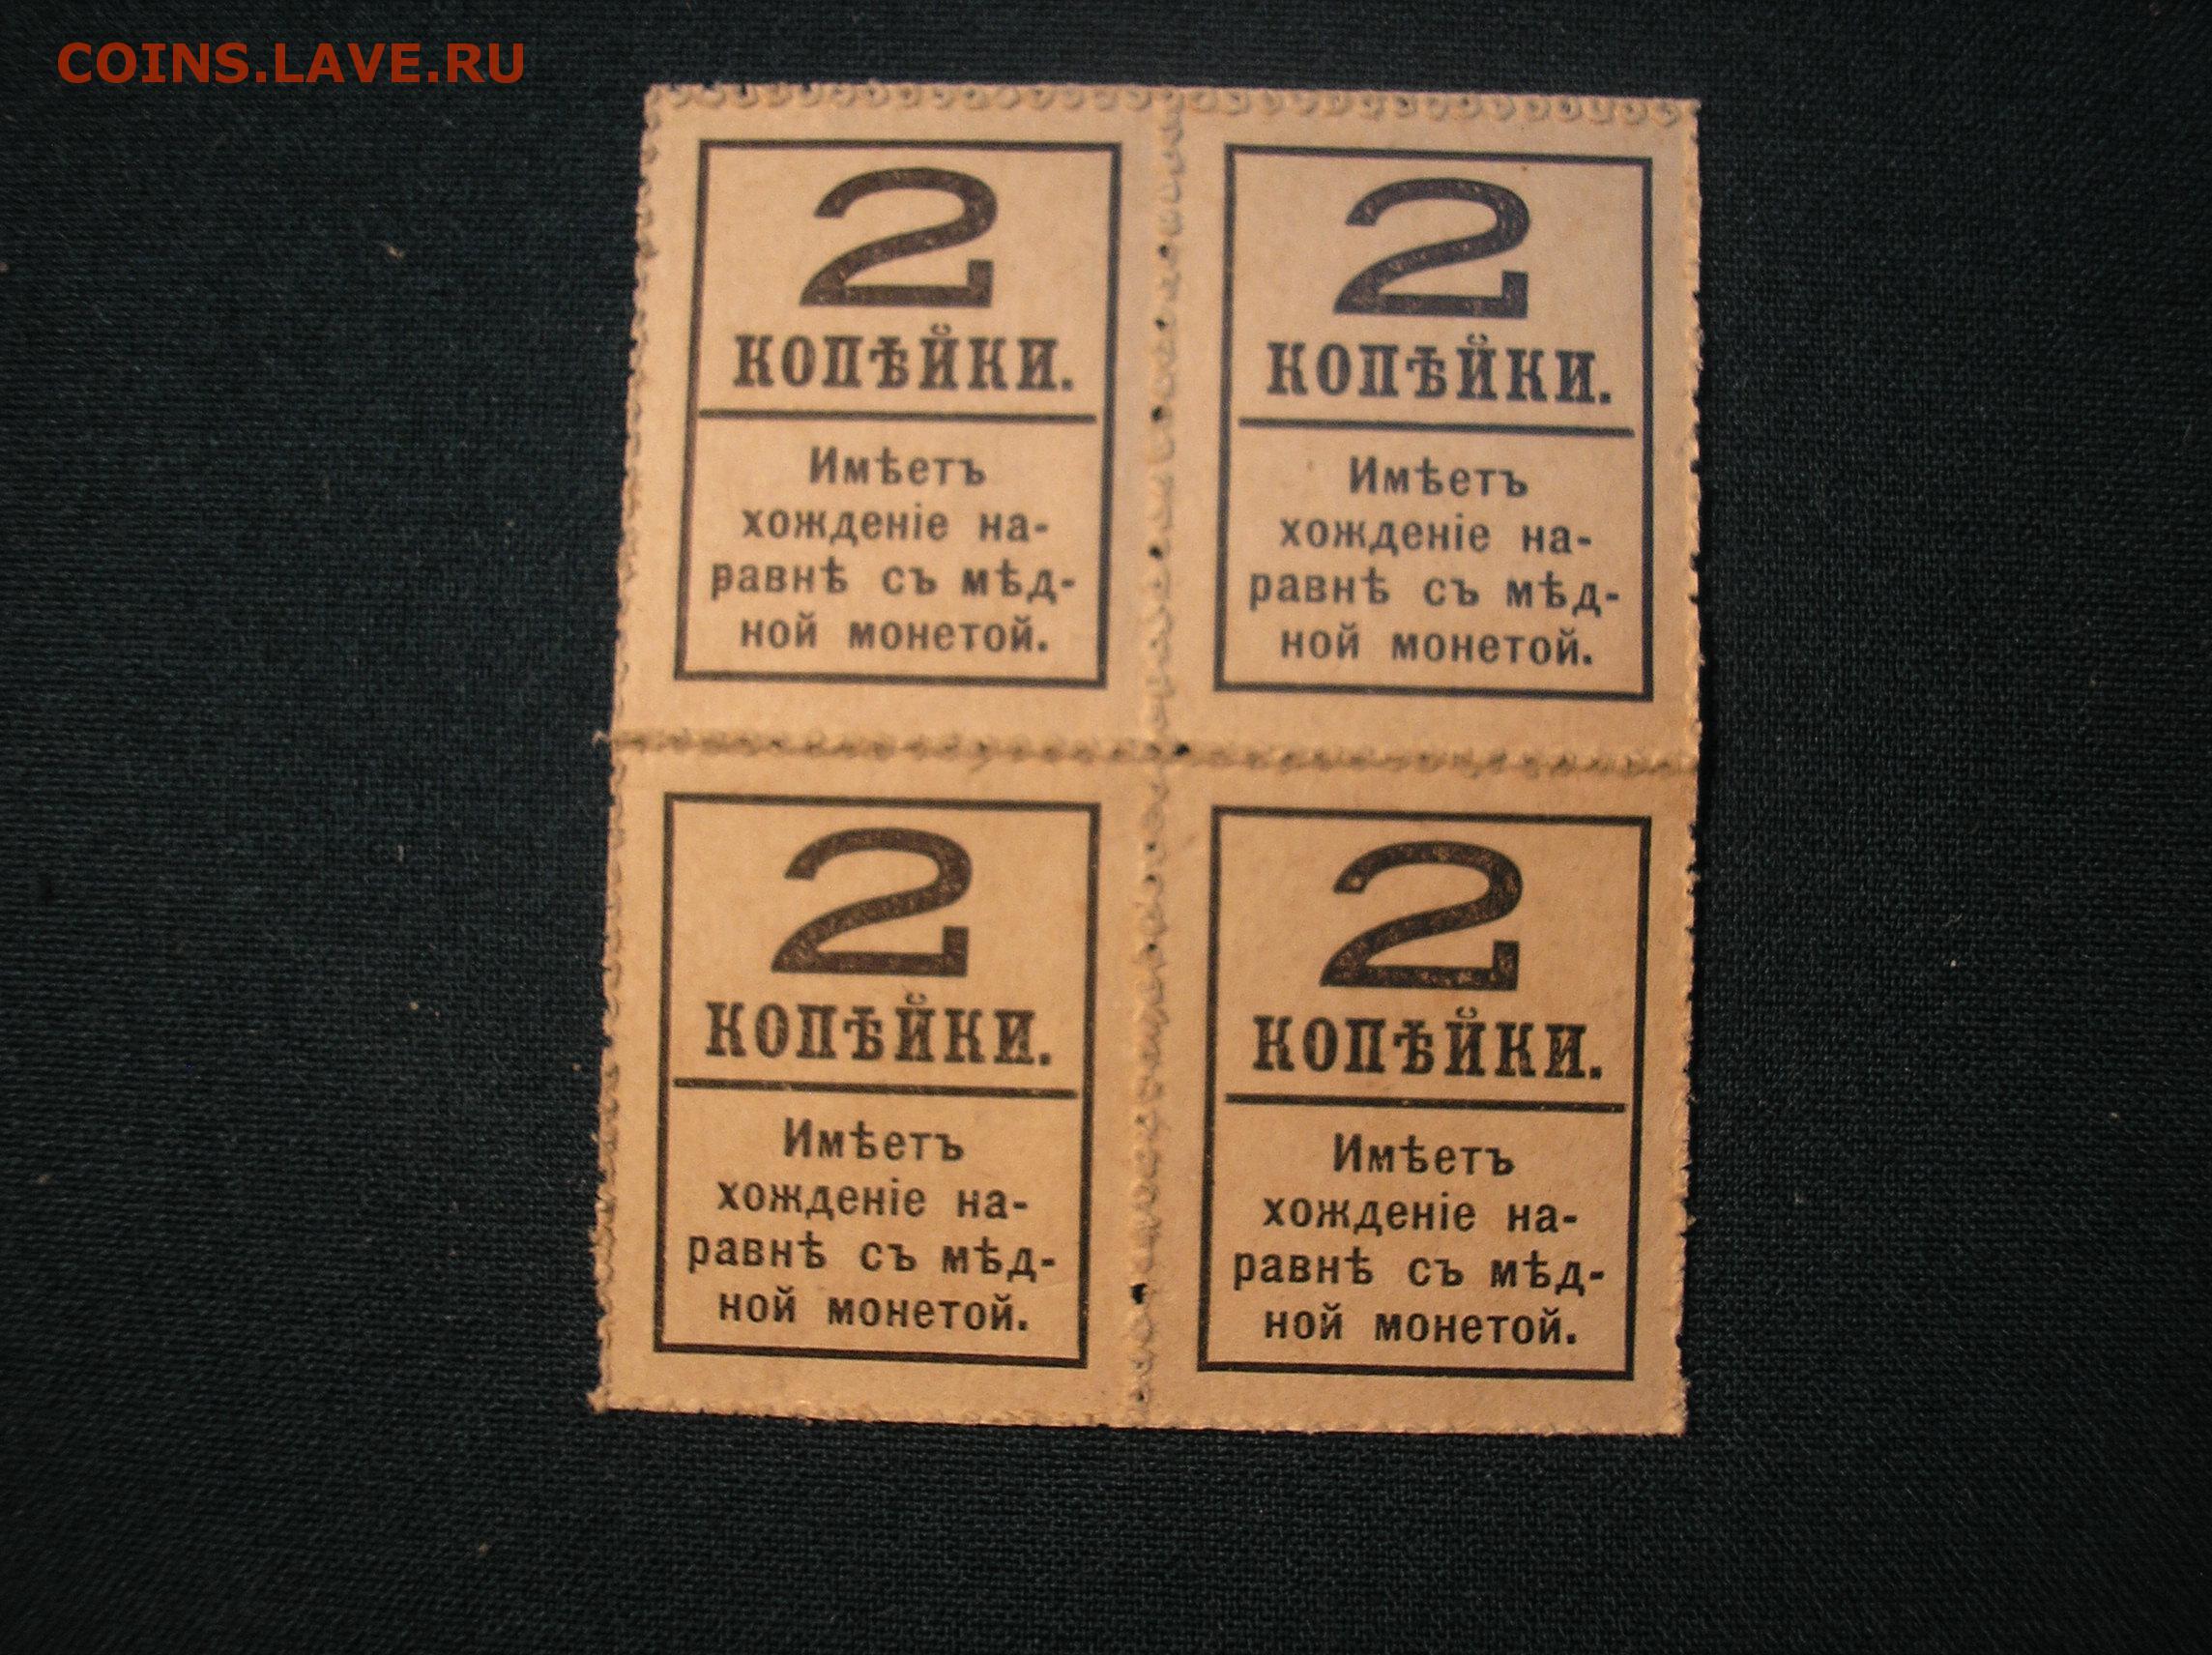 COINS.LAVE.RU
2
КОПѢЙКИ.
Имѣетъ
хожденіе на-
равнѣ съ мѣд-
ной монетой.
2
КОПѢЙКИ.
Имѣетъ
хожденіе на-
равнѣ съ мѣд-
ной монетой.
2
КОПѢЙКИ.
Имѣетъ
хожденіе на-
равнѣ съ мѣд-
ной монетой.
2
КОПѢЙКИ.
Имѣетъ
хожденіе на-
равнѣ съ мѣд-
ной монетой.